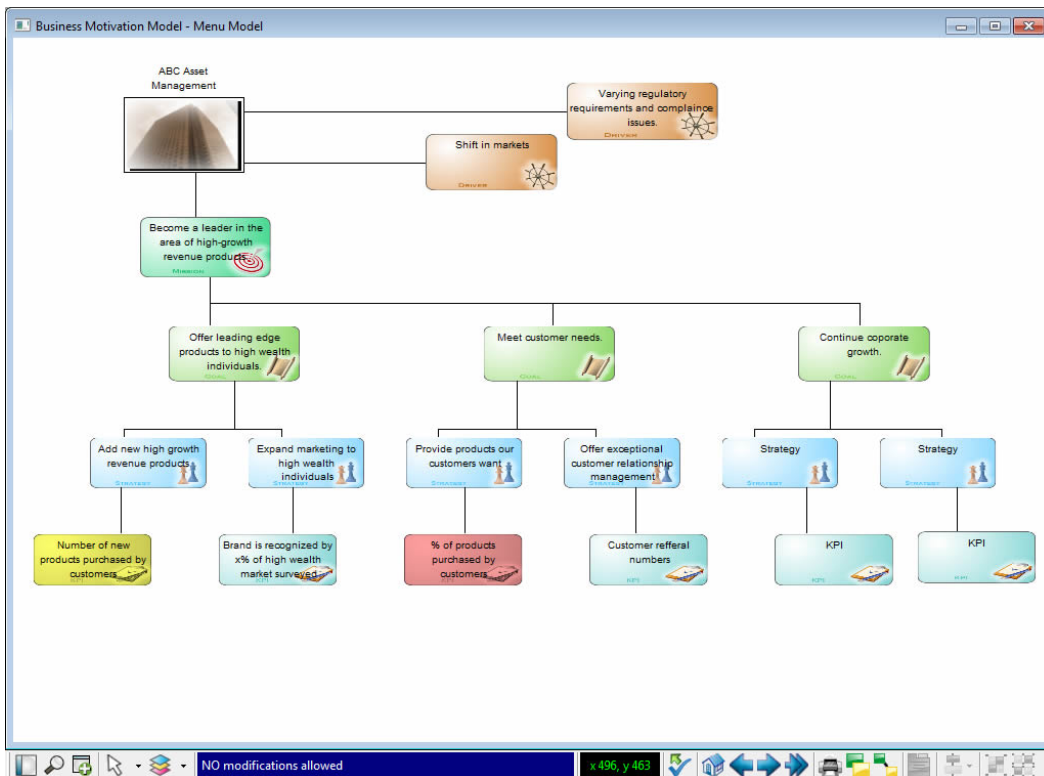 Business Motivation Model - Menu Model
ABC Asset
Management
Varying regulatory
requirements and complaince
issues.
DRIVER
Shift in markets
DRIVER
Become a leader in the
area of high-growth
revenue products.
MISSION
Offer leading edge
products to high wealth
individuals.
GOAL
Meet customer needs.
GOAL
Continue coporate
growth.
GOAL
Add new high growth
revenue products
STRATEGY
Expand marketing to
high wealth
individuals
STRATEGY
Provide products our
customers want
STRATEGY
Offer exceptional
customer relationship
management
STRATEGY
Strategy
STRATEGY
Strategy
STRATEGY
Number of new
products purchased by
customers
KPI
Brand is recognized by
x% of high wealth
market surveyed
KPI
% of products
purchased by
customers
KPI
Customer refferal
numbers
KPI
KPI
KPI
KPI
KPI
NO modifications allowed
x 496, y 463